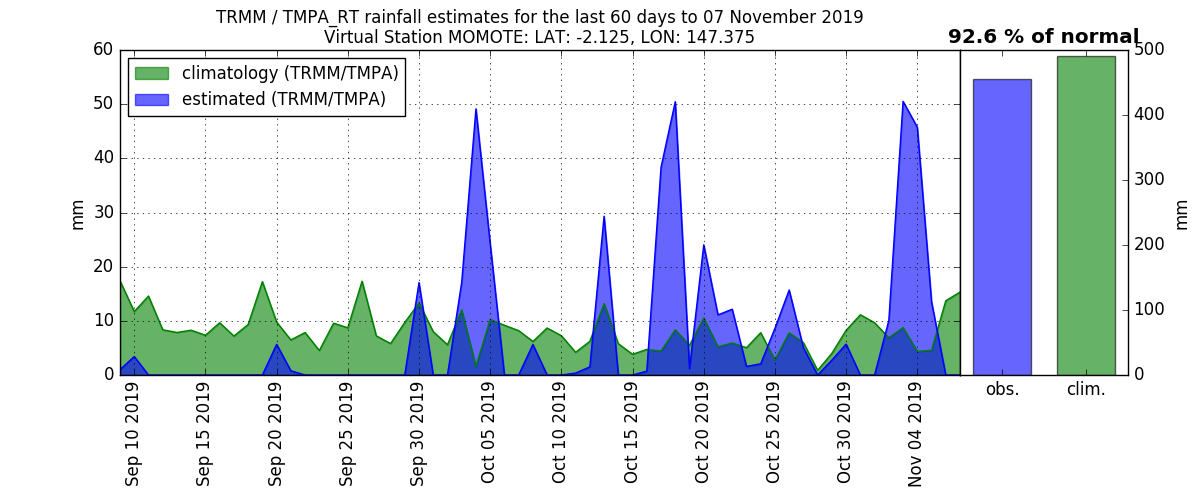 TRMM / TMPA_RT rainfall estimates for the last 60 days to 07 November 2019
Virtual Station MOMOTE: LAT: -2.125, LON: 147.375
92.6 % of normal
climatology (TRMM/TMPA)
estimated (TRMM/TMPA)
mm
60
50
40
30
20
10
0
Sep 10 2019
Sep 15 2019
Sep 20 2019
Sep 25 2019
Sep 30 2019
Oct 05 2019
Oct 10 2019
Oct 15 2019
Oct 20 2019
Oct 25 2019
Oct 30 2019
Nov 04 2019
obs.
clim.
500
400
300
200
100
0
mm